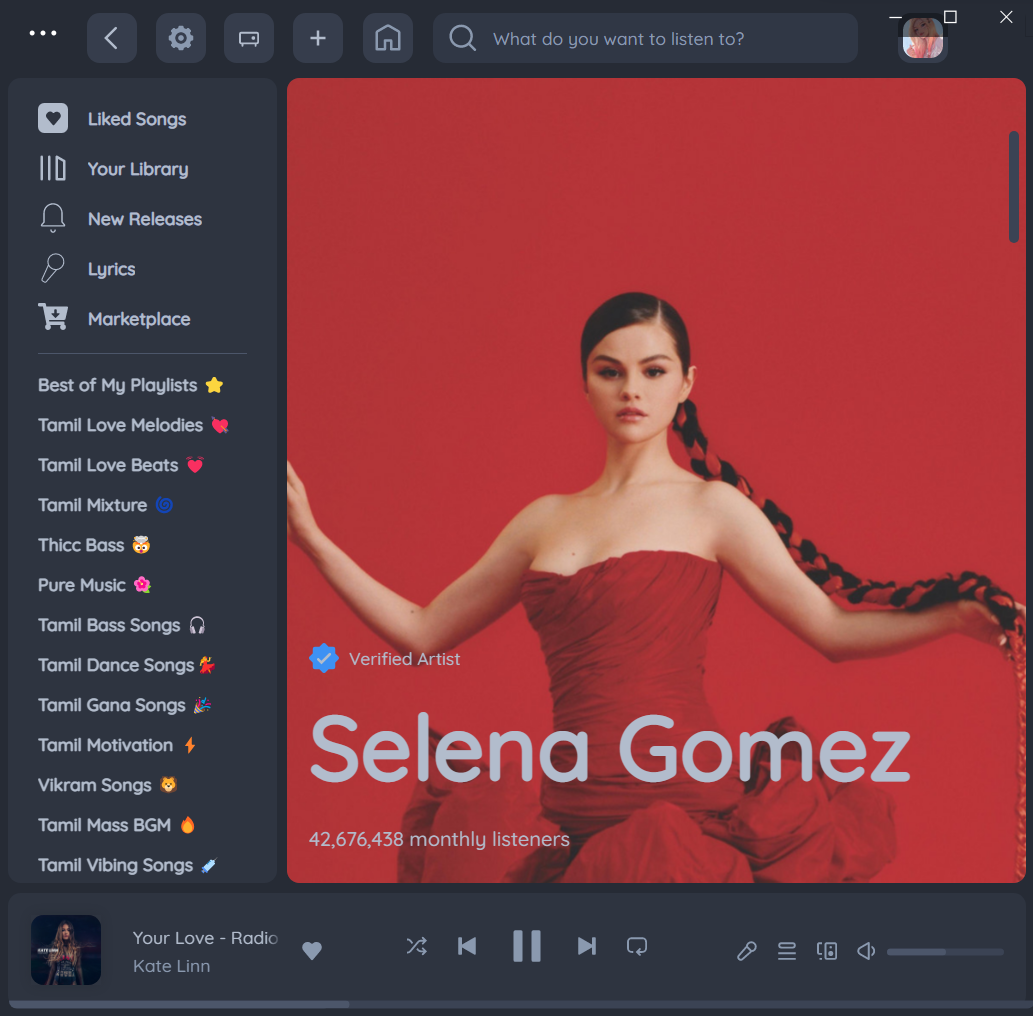 What do you want to listen to?
Liked Songs
Your Library
New Releases
Lyrics
Marketplace
Best of My Playlists ⭐
Tamil Love Melodies 💘
Tamil Love Beats 💓
Tamil Mixture 🌀
Thicc Bass 🤯
Pure Music 🌺
Tamil Bass Songs 🎧
Tamil Dance Songs 💃
Tamil Gana Songs 🎉
Tamil Motivation ⚡
Vikram Songs 🦁
Tamil Mass BGM 🔥
Tamil Vibing Songs 💉
Verified Artist
Selena Gomez
42,676,438 monthly listeners
KATE LINN
Your Love - Radio
Kate Linn